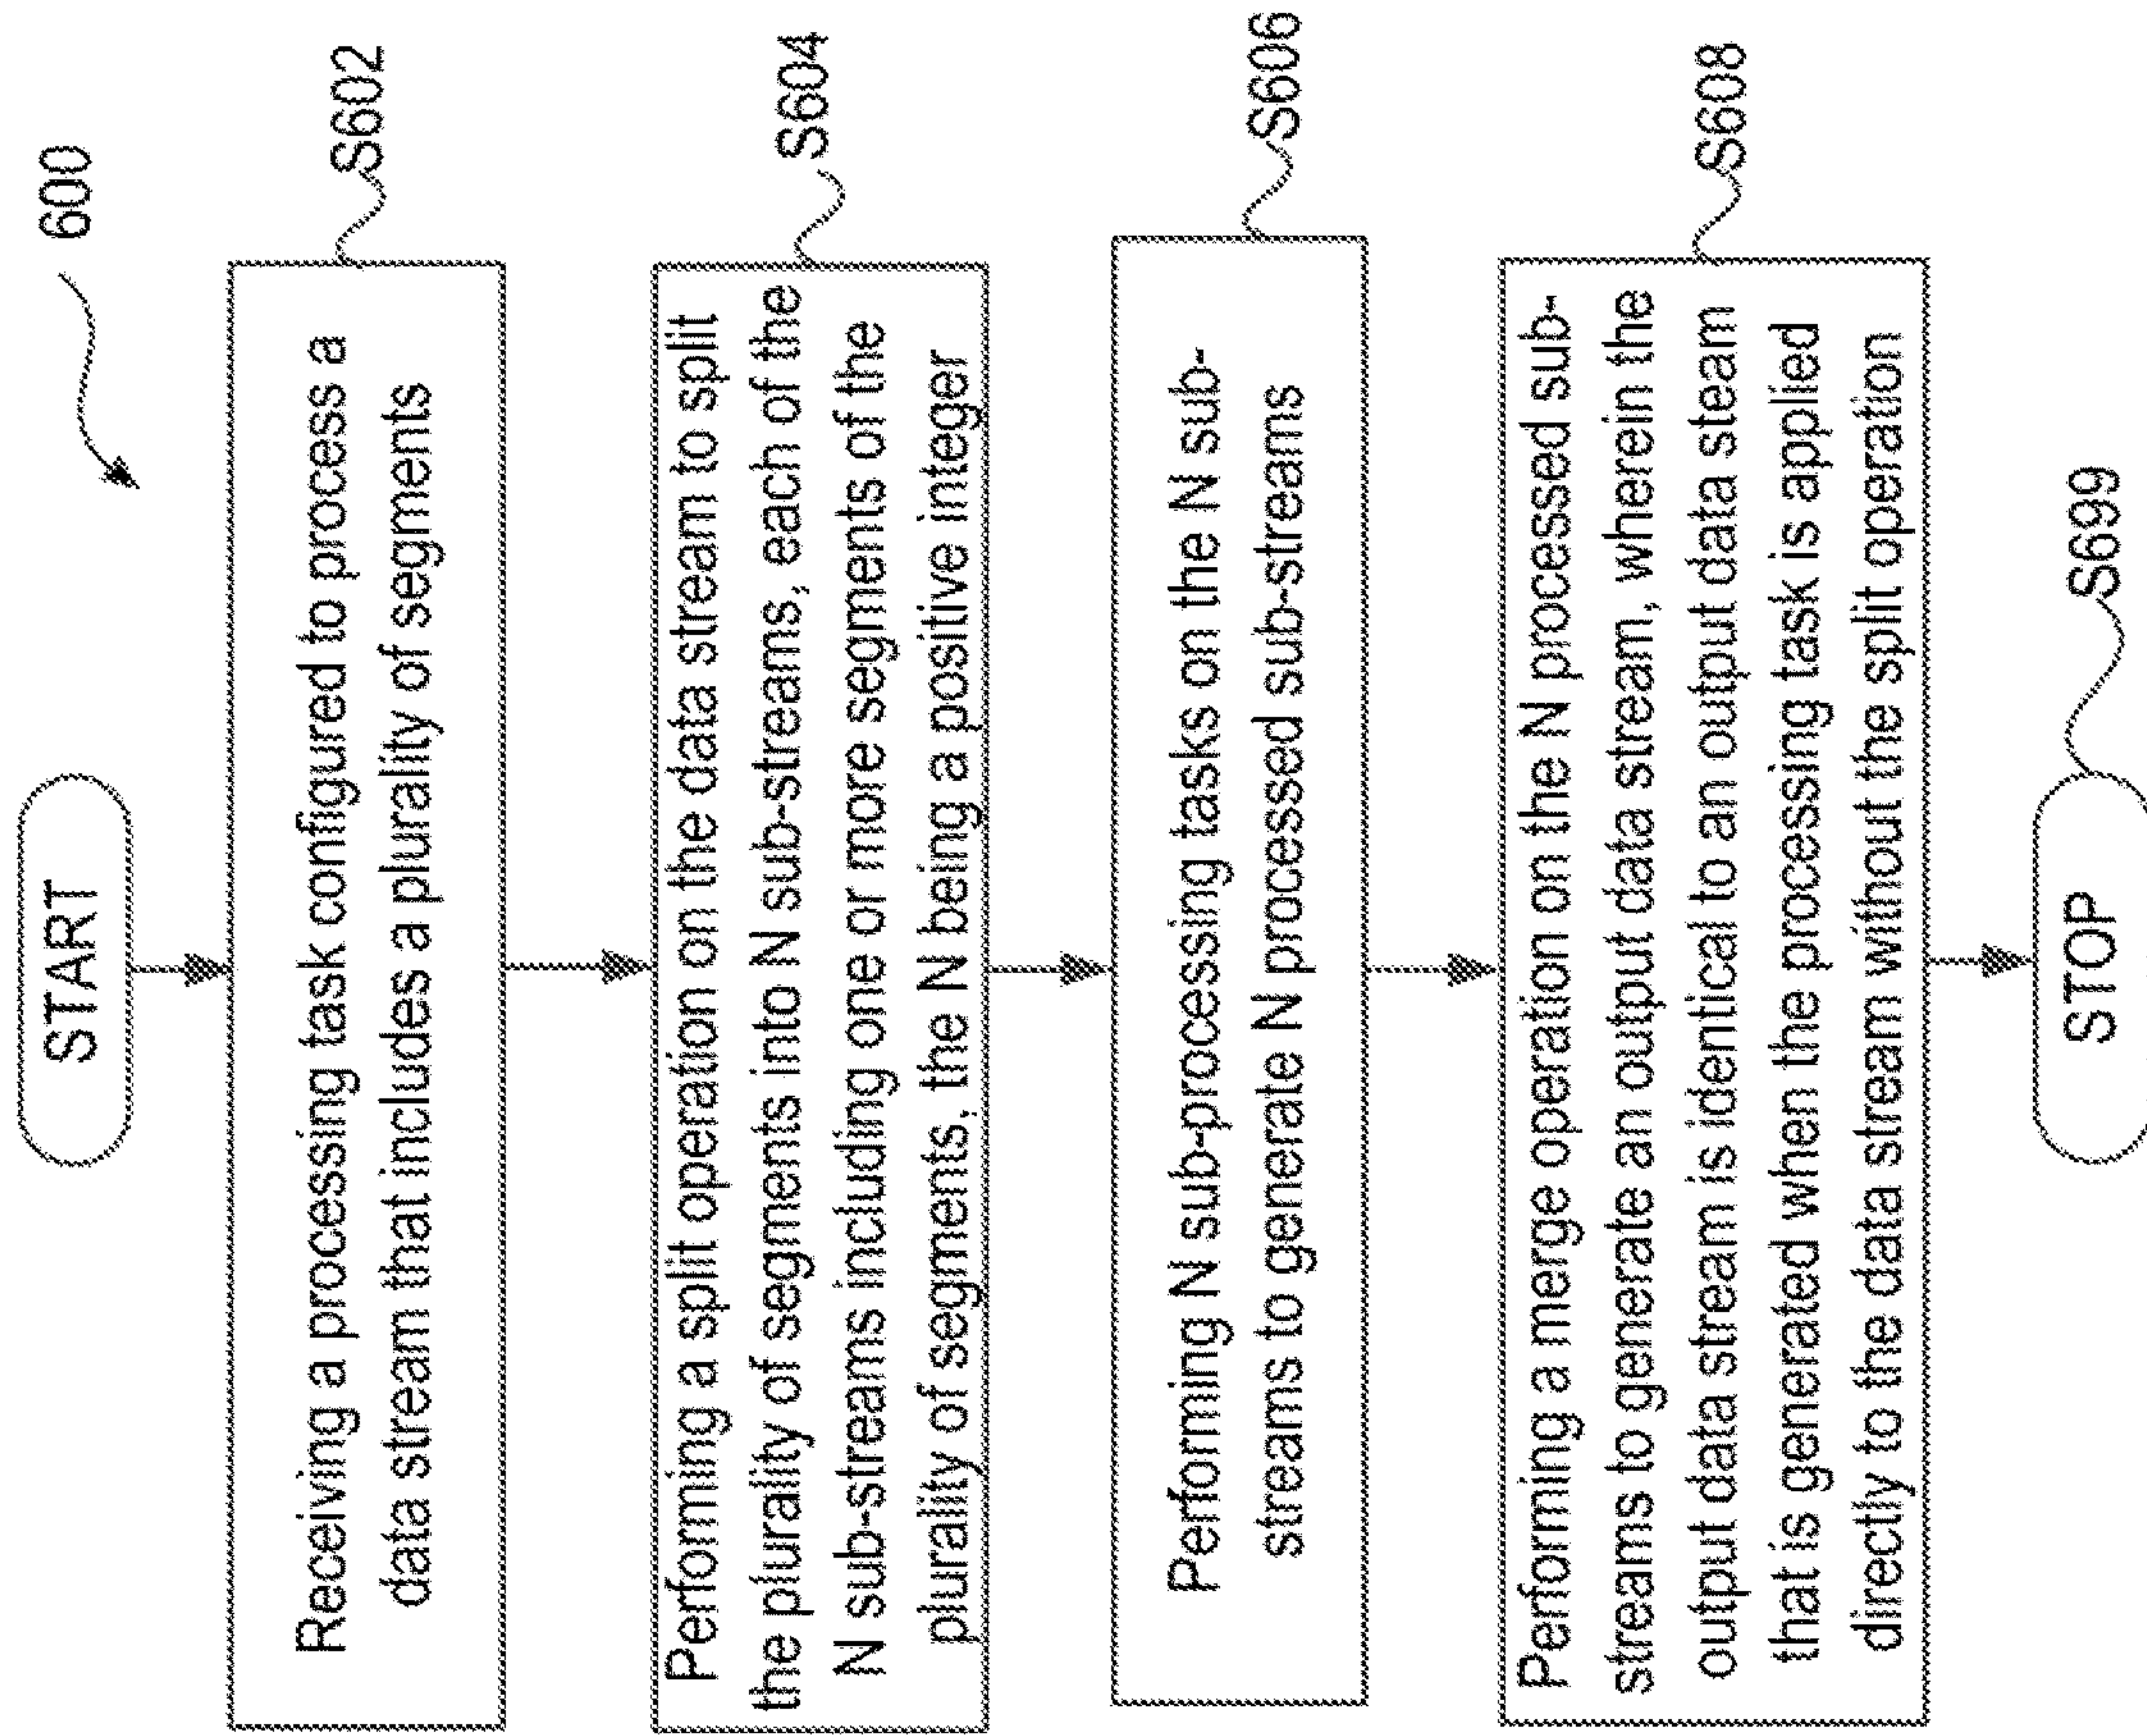 600
START
Receiving a processing task configured to process a
data stream that includes a plurality of segments
S602
Performing a split operation on the data stream to split
the plurality of segments into N sub-streams, each of the
N sub-streams including one or more segments of the
plurality of segments, the N being a positive integer
S604
Performing N sub-processing tasks on the N sub-
streams to generate N processed sub-streams
S606
Performing a merge operation on the N processed sub-
streams to generate an output data stream, wherein the
output data stream is identical to an output data steam
that is generated when the processing task is applied
directly to the data stream without the split operation
S608
STOP
S699